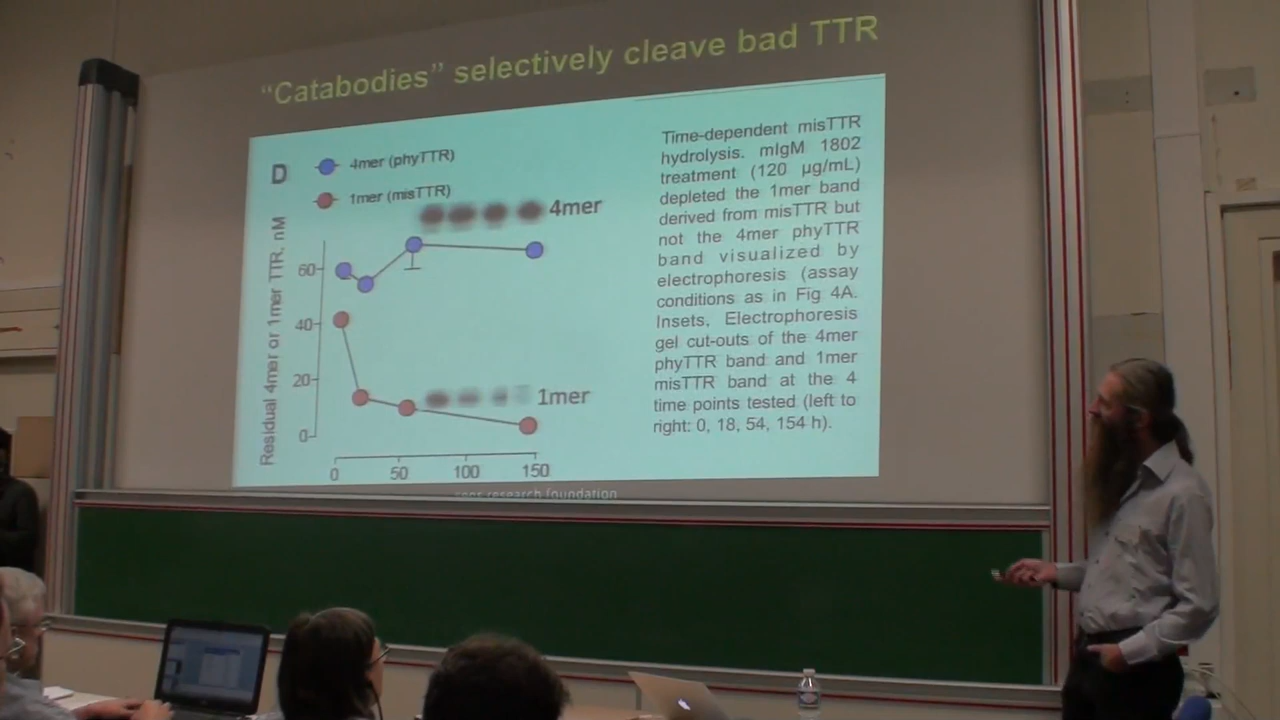 “Catabodies” selectively cleave bad TTR
D
4mer (phyTTR)
1mer (misTTR)
4mer
1mer
Residual 4mer or 1mer TTR, nM
60
40
20
0
0 50 100 150
Time-dependent misTTR
hydrolysis. mIgM 1802
treatment (120 µg/mL)
depleted the 1mer band
derived from misTTR but
not the 4mer phyTTR
band visualized by
electrophoresis (assay
conditions as in Fig 4A.
Insets, Electrophoresis
gel cut-outs of the 4mer
phyTTR band and 1mer
misTTR band at the 4
time points tested (left to
right: 0, 18, 54, 154 h).
sens research foundation